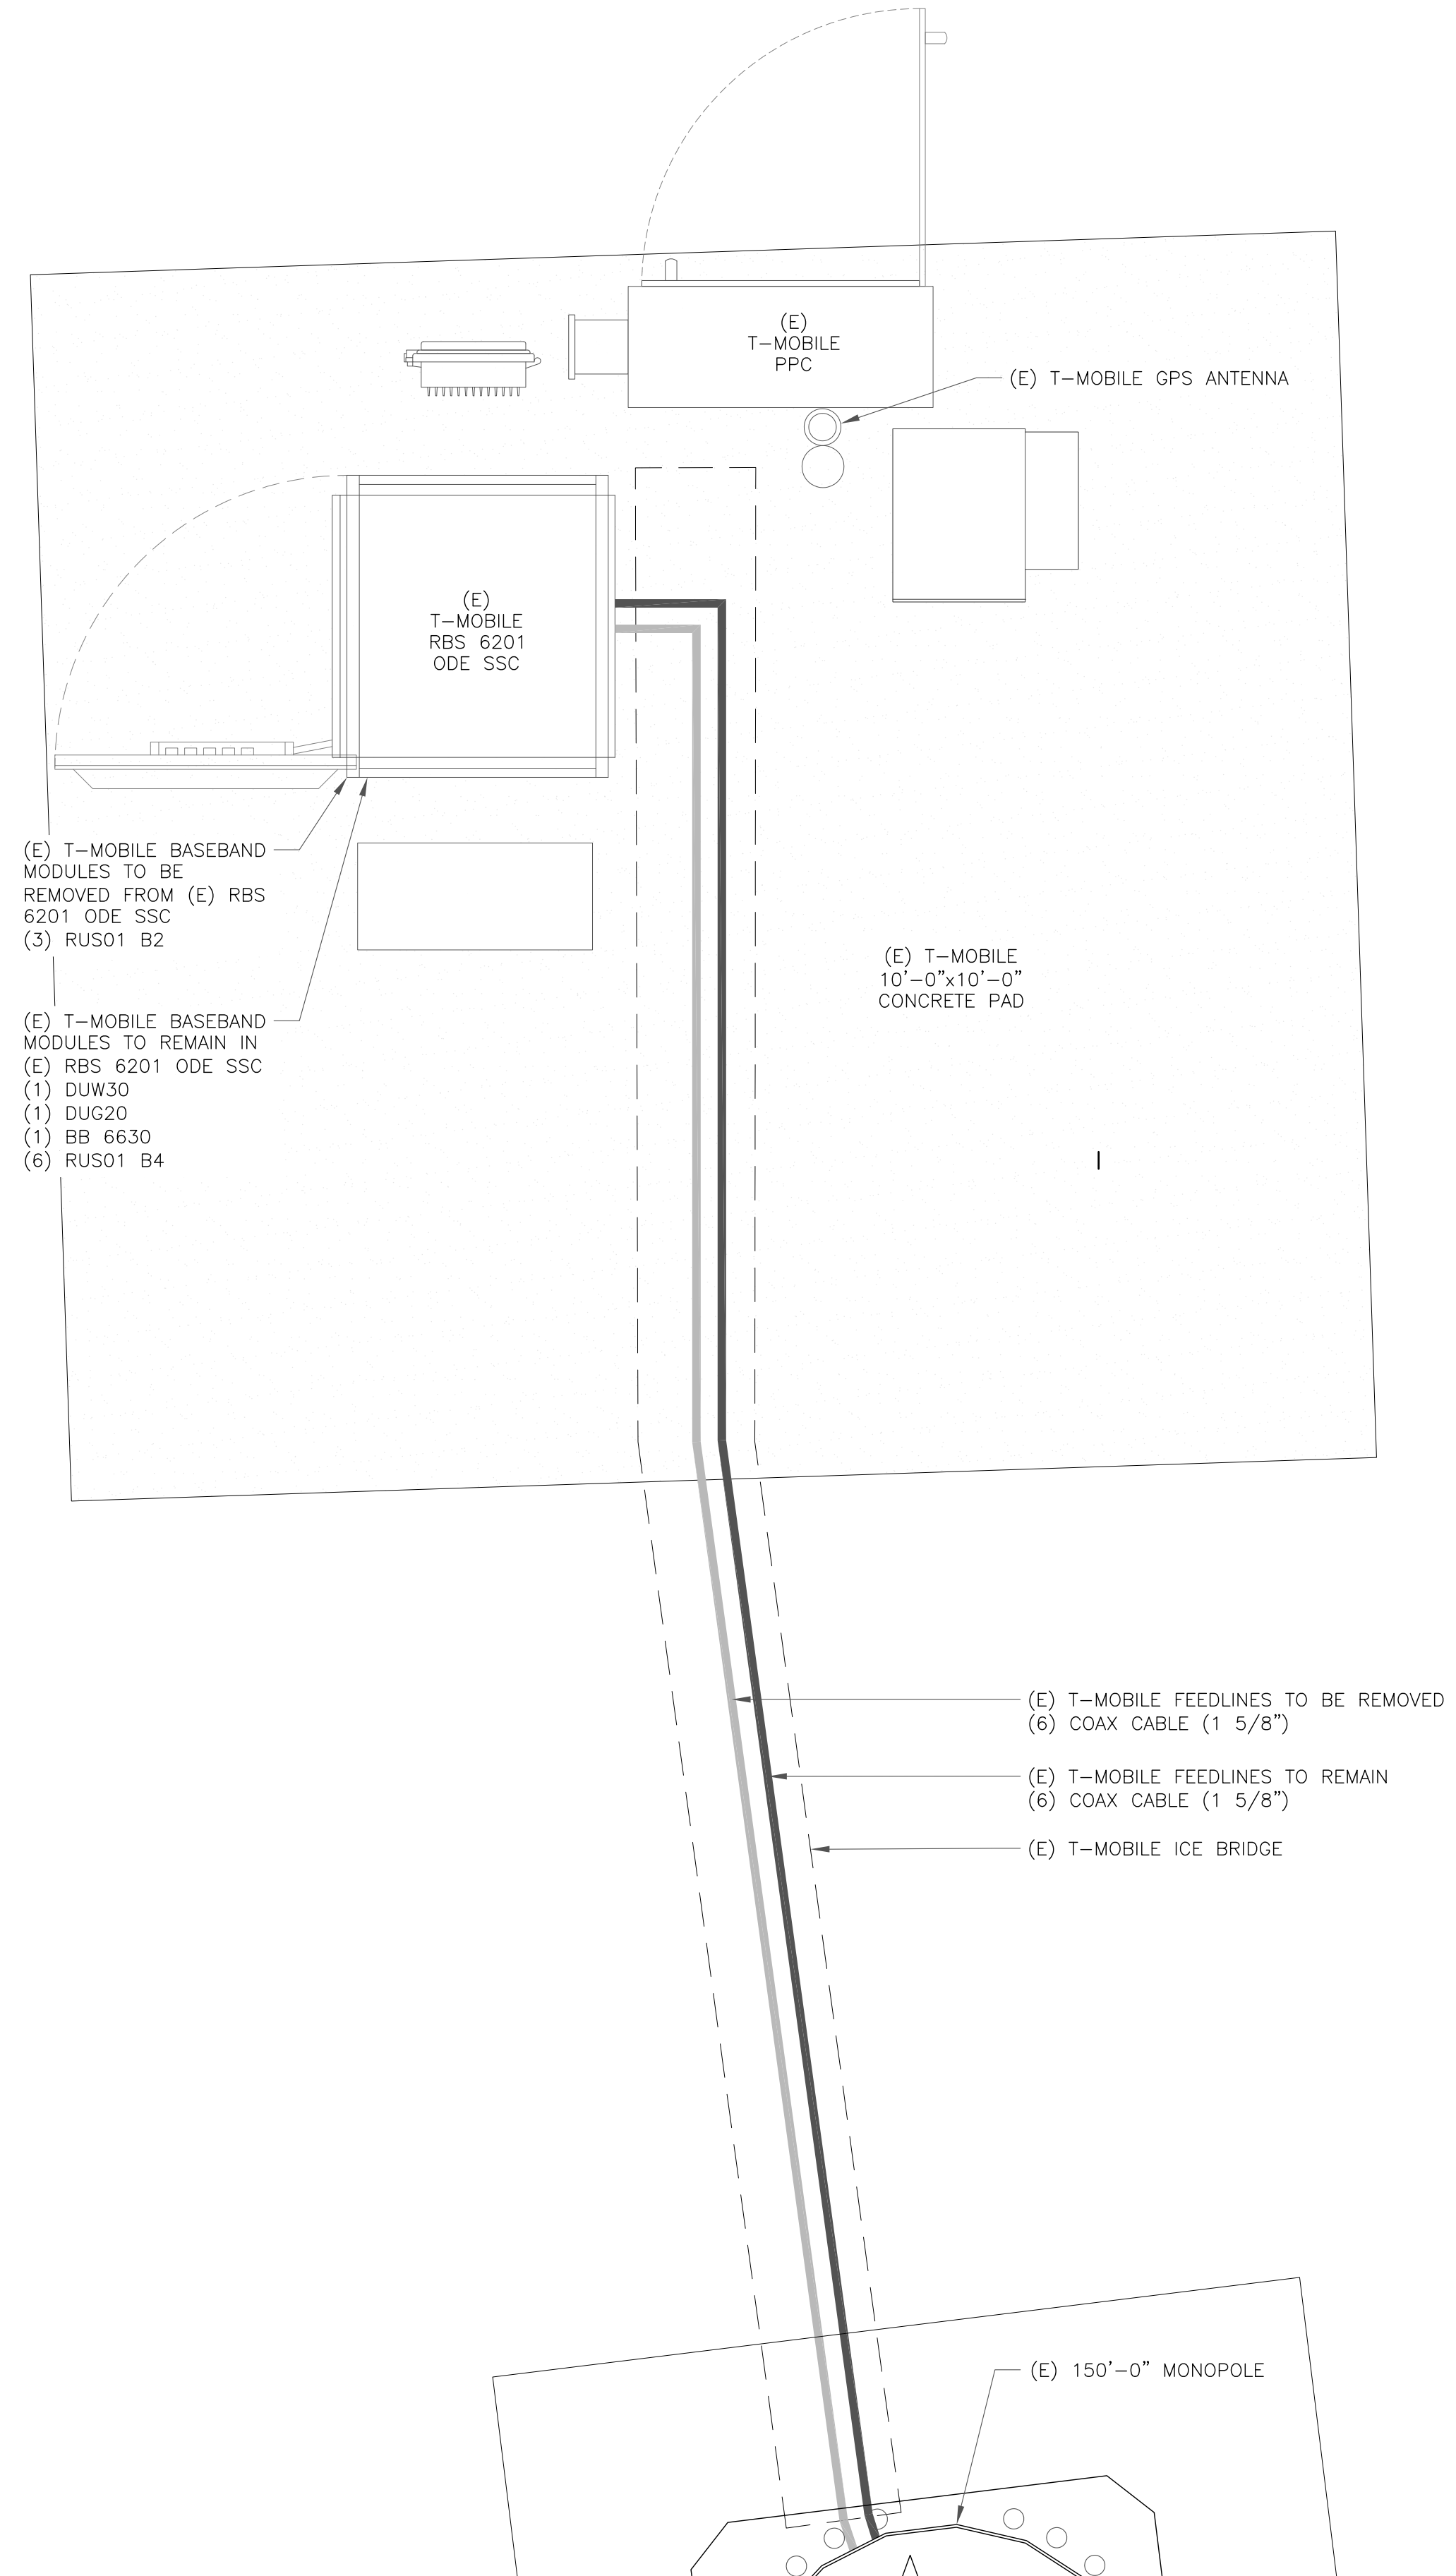 (E)
T-MOBILE
PPC
(E) T-MOBILE GPS ANTENNA
(E)
T-MOBILE
RBS 6201
ODE SSC
(E) T-MOBILE BASEBAND
MODULES TO BE
REMOVED FROM (E) RBS
6201 ODE SSC
(3) RUS01 B2
(E) T-MOBILE
10'-0"x10'-0"
CONCRETE PAD
(E) T-MOBILE BASEBAND
MODULES TO REMAIN IN
(E) RBS 6201 ODE SSC
(1) DUW30
(1) DUG20
(1) BB 6630
(6) RUS01 B4
(E) T-MOBILE FEEDLINES TO BE REMOVED
(6) COAX CABLE (1 5/8")
(E) T-MOBILE FEEDLINES TO REMAIN
(6) COAX CABLE (1 5/8")
(E) T-MOBILE ICE BRIDGE
(E) 150'-0" MONOPOLE